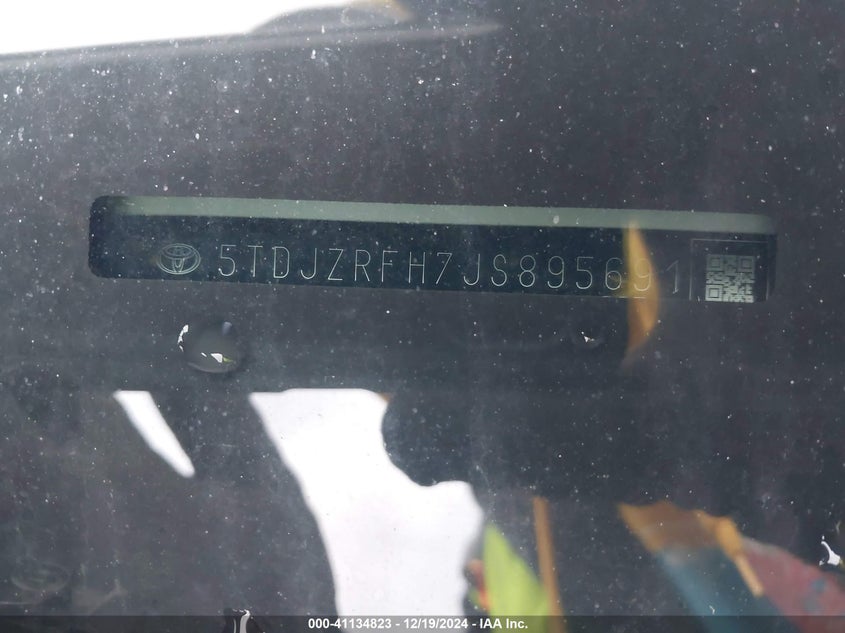 5TDJZRFH7JS895691
000-41134823 - 12/19/2024 - IAA Inc.